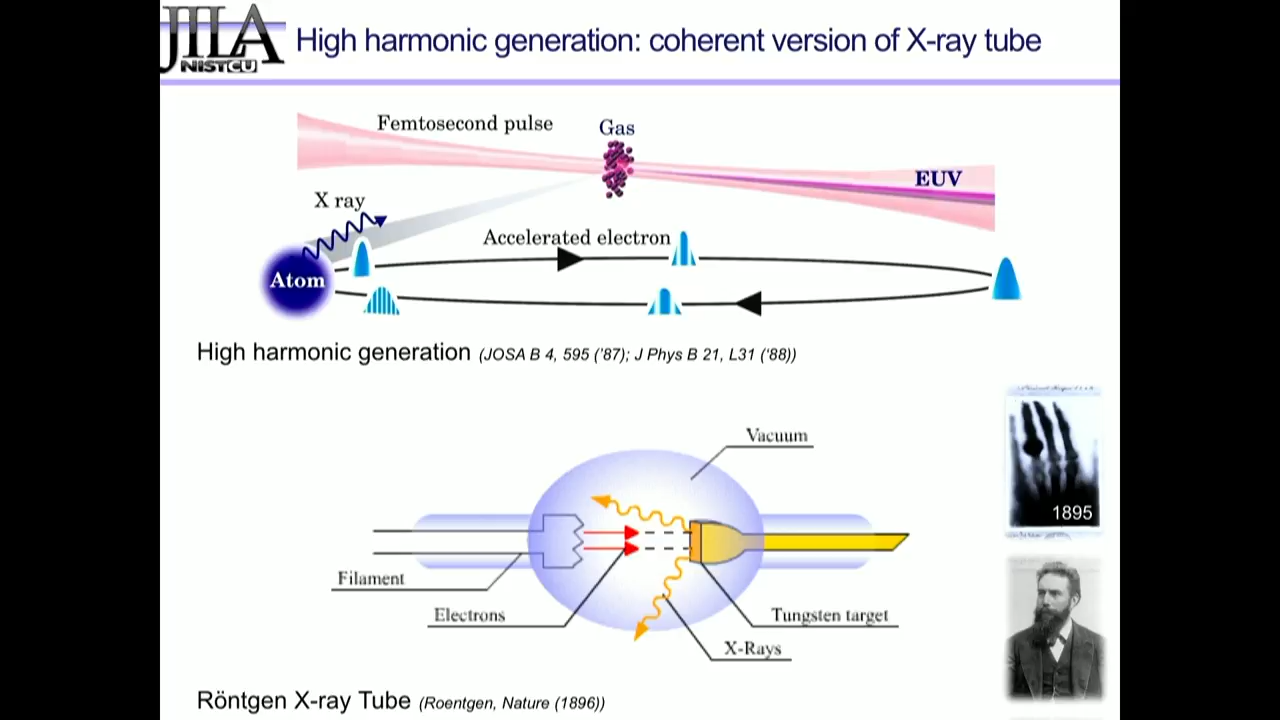 JILA
NIST CU
High harmonic generation: coherent version of X-ray tube
Femtosecond pulse
Gas
EUV
X ray
Accelerated electron
Atom
High harmonic generation (JOSA B 4, 595 ('87); J Phys B 21, L31 ('88))
Vacuum
1895
Filament
Electrons
Tungsten target
X-Rays
Röntgen X-ray Tube (Roentgen, Nature (1896))